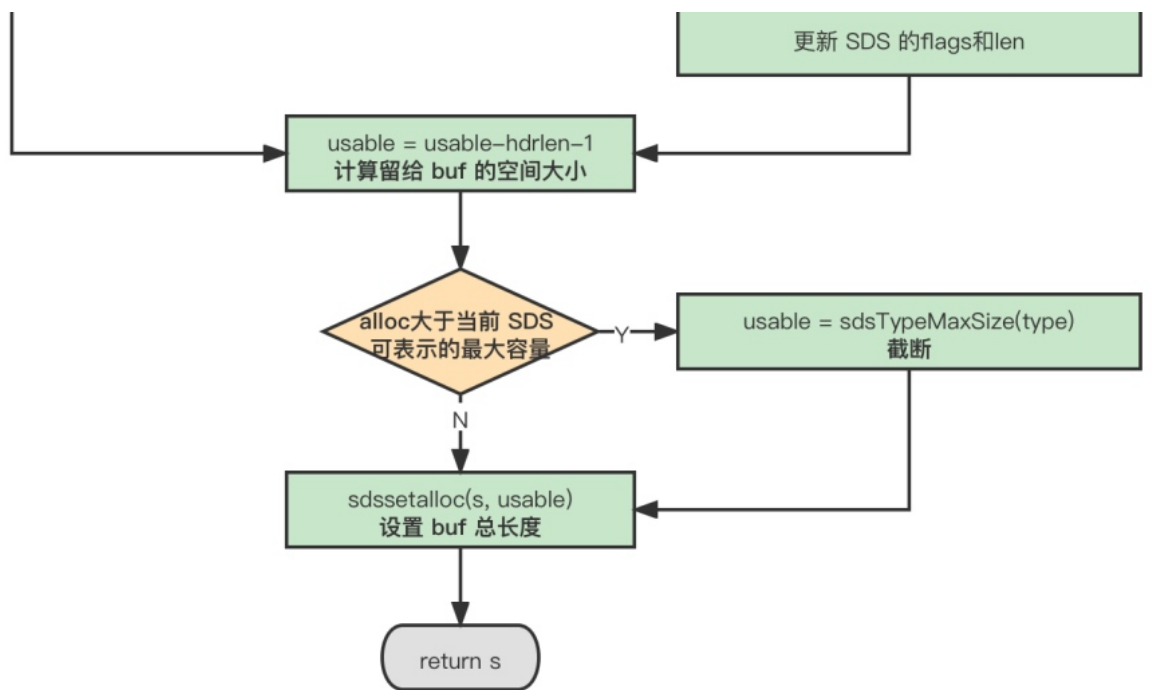 更新 SDS 的flags和len
usable = usable-hdrlen-1
计算留给 buf 的空间大小
alloc大于当前 SDS
可表示的最大容量
Y
usable = sdsTypeMaxSize(type)
截断
N
sdssetalloc(s, usable)
设置 buf 总长度
return s